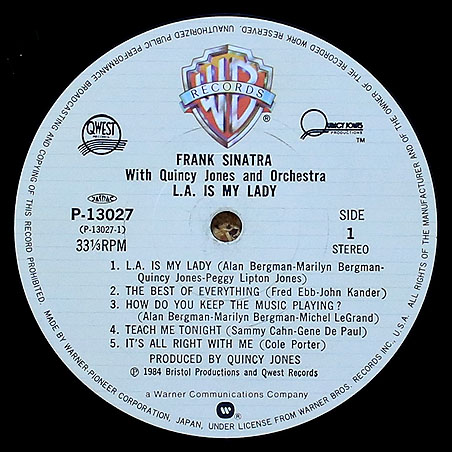 UNAUTHORIZED PUBLIC PERFORMANCE BROADCASTING AND COPYING OF THIS RECORD PROHIBITED.
ALL RIGHTS OF THE MANUFACTURER AND OF THE OWNER OF THE RECORDED WORK RESERVED.
WB
RECORDS
®
QWEST
RECORDS
QUINCY JONES
PRODUCTIONS
TM
FRANK SINATRA
With Quincy Jones and Orchestra
L.A. IS MY LADY
JASRAC
P-13027
(P-13027-1)
33⅓RPM
SIDE
1
STEREO
1. L.A. IS MY LADY (Alan Bergman-Marilyn Bergman-
Quincy Jones-Peggy Lipton Jones)
2. THE BEST OF EVERYTHING (Fred Ebb-John Kander)
3. HOW DO YOU KEEP THE MUSIC PLAYING?
(Alan Bergman-Marilyn Bergman-Michel LeGrand)
4. TEACH ME TONIGHT (Sammy Cahn-Gene De Paul)
5. IT'S ALL RIGHT WITH ME (Cole Porter)
PRODUCED BY QUINCY JONES
℗ 1984 Bristol Productions and Qwest Records
a Warner Communications Company
®
MADE BY WARNER-PIONEER CORPORATION, JAPAN, UNDER LICENSE FROM WARNER BROS. RECORDS INC., U.S.A.